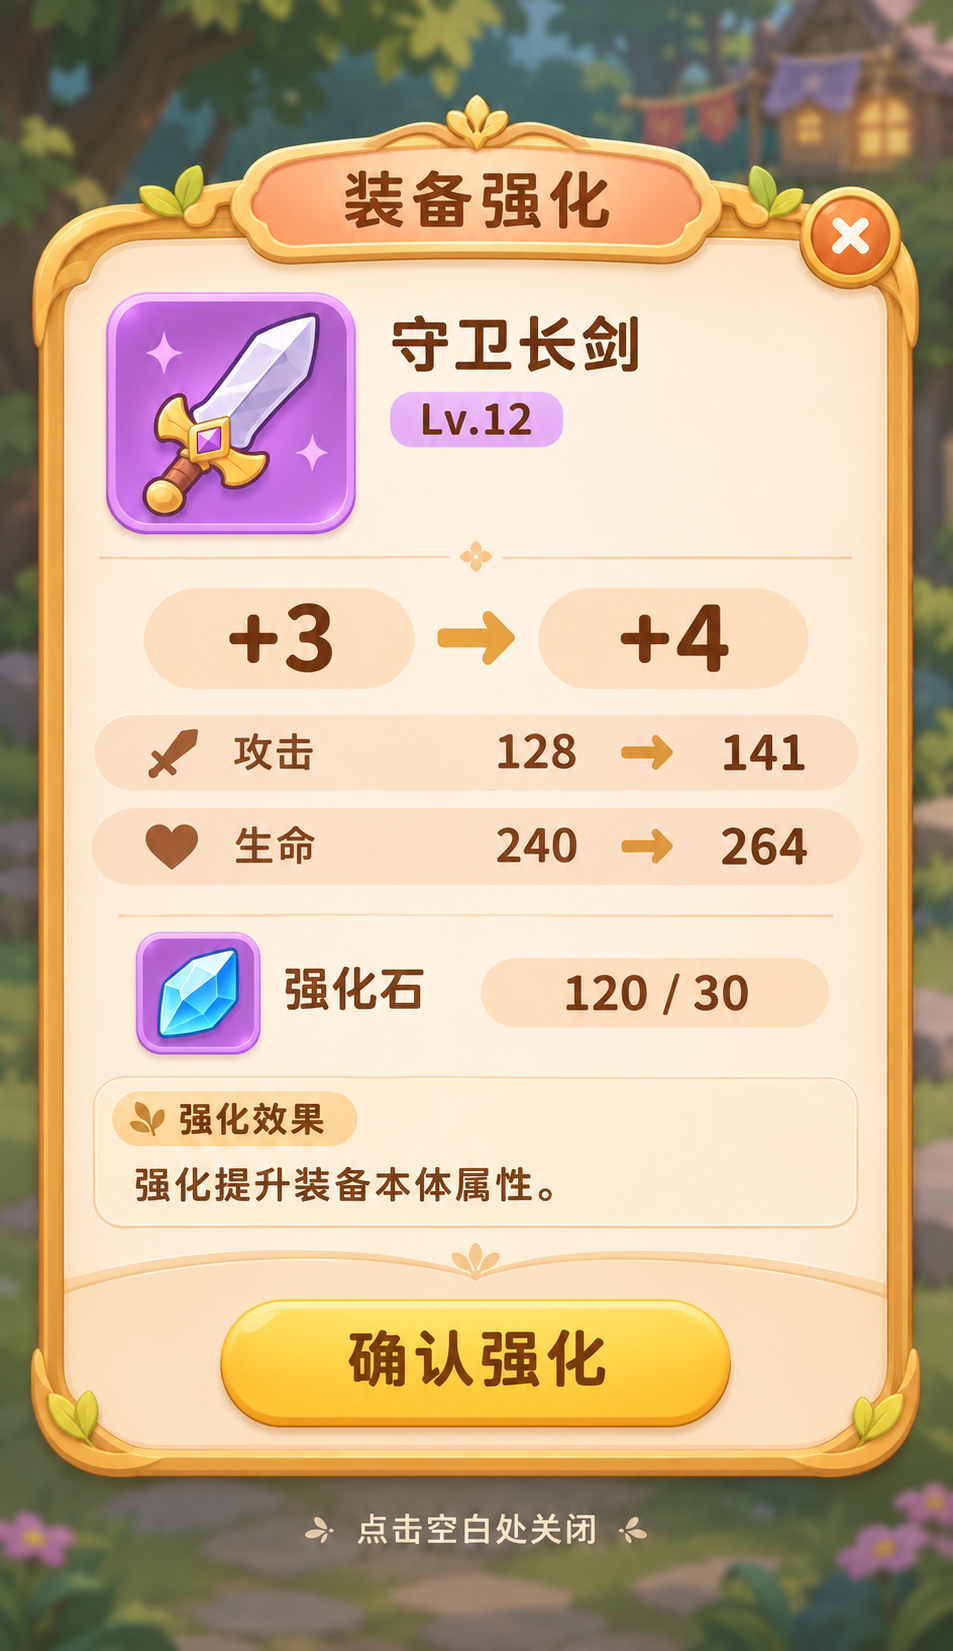 装备强化
守卫长剑
Lv.12
+3 → +4
攻击 128 → 141
生命 240 → 264
强化石 120 / 30
强化效果
强化提升装备本体属性。
确认强化
点击空白处关闭